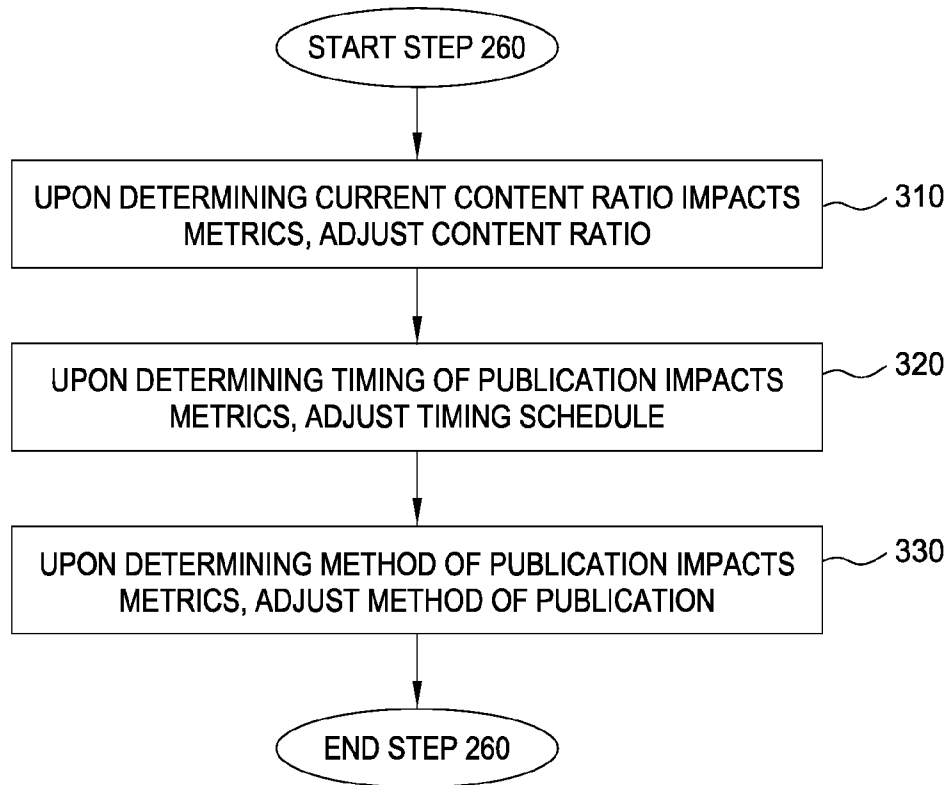 START STEP 260
UPON DETERMINING CURRENT CONTENT RATIO IMPACTS
METRICS, ADJUST CONTENT RATIO
310
UPON DETERMINING TIMING OF PUBLICATION IMPACTS
METRICS, ADJUST TIMING SCHEDULE
320
UPON DETERMINING METHOD OF PUBLICATION IMPACTS
METRICS, ADJUST METHOD OF PUBLICATION
330
END STEP 260